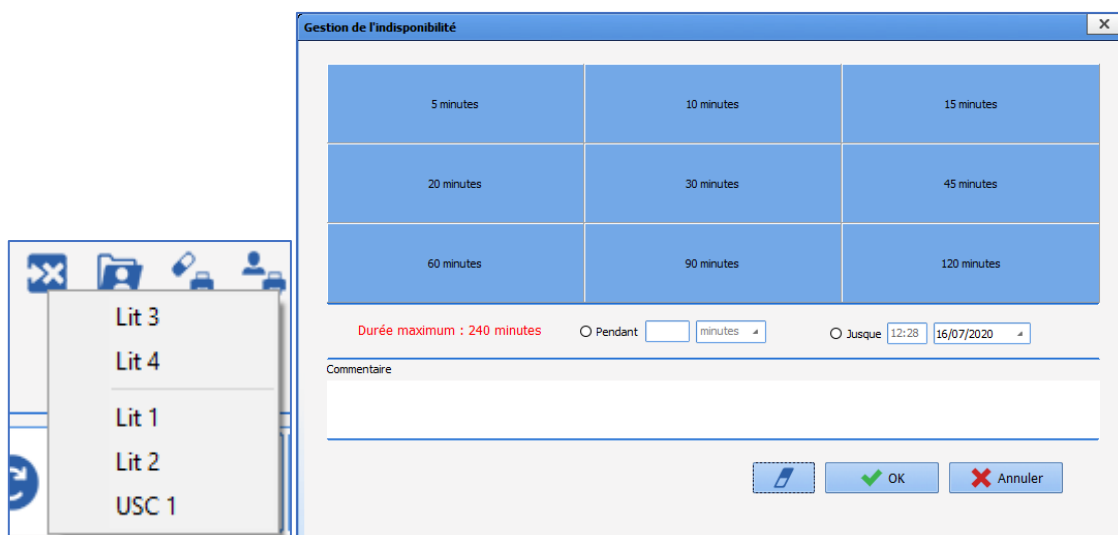 Lit 3
Lit 4
Lit 1
Lit 2
USC 1
Gestion de l'indisponibilité
5 minutes 10 minutes 15 minutes
20 minutes 30 minutes 45 minutes
60 minutes 90 minutes 120 minutes
Durée maximum : 240 minutes Pendant minutes Jusque 12:28 16/07/2020
Commentaire
OK Annuler